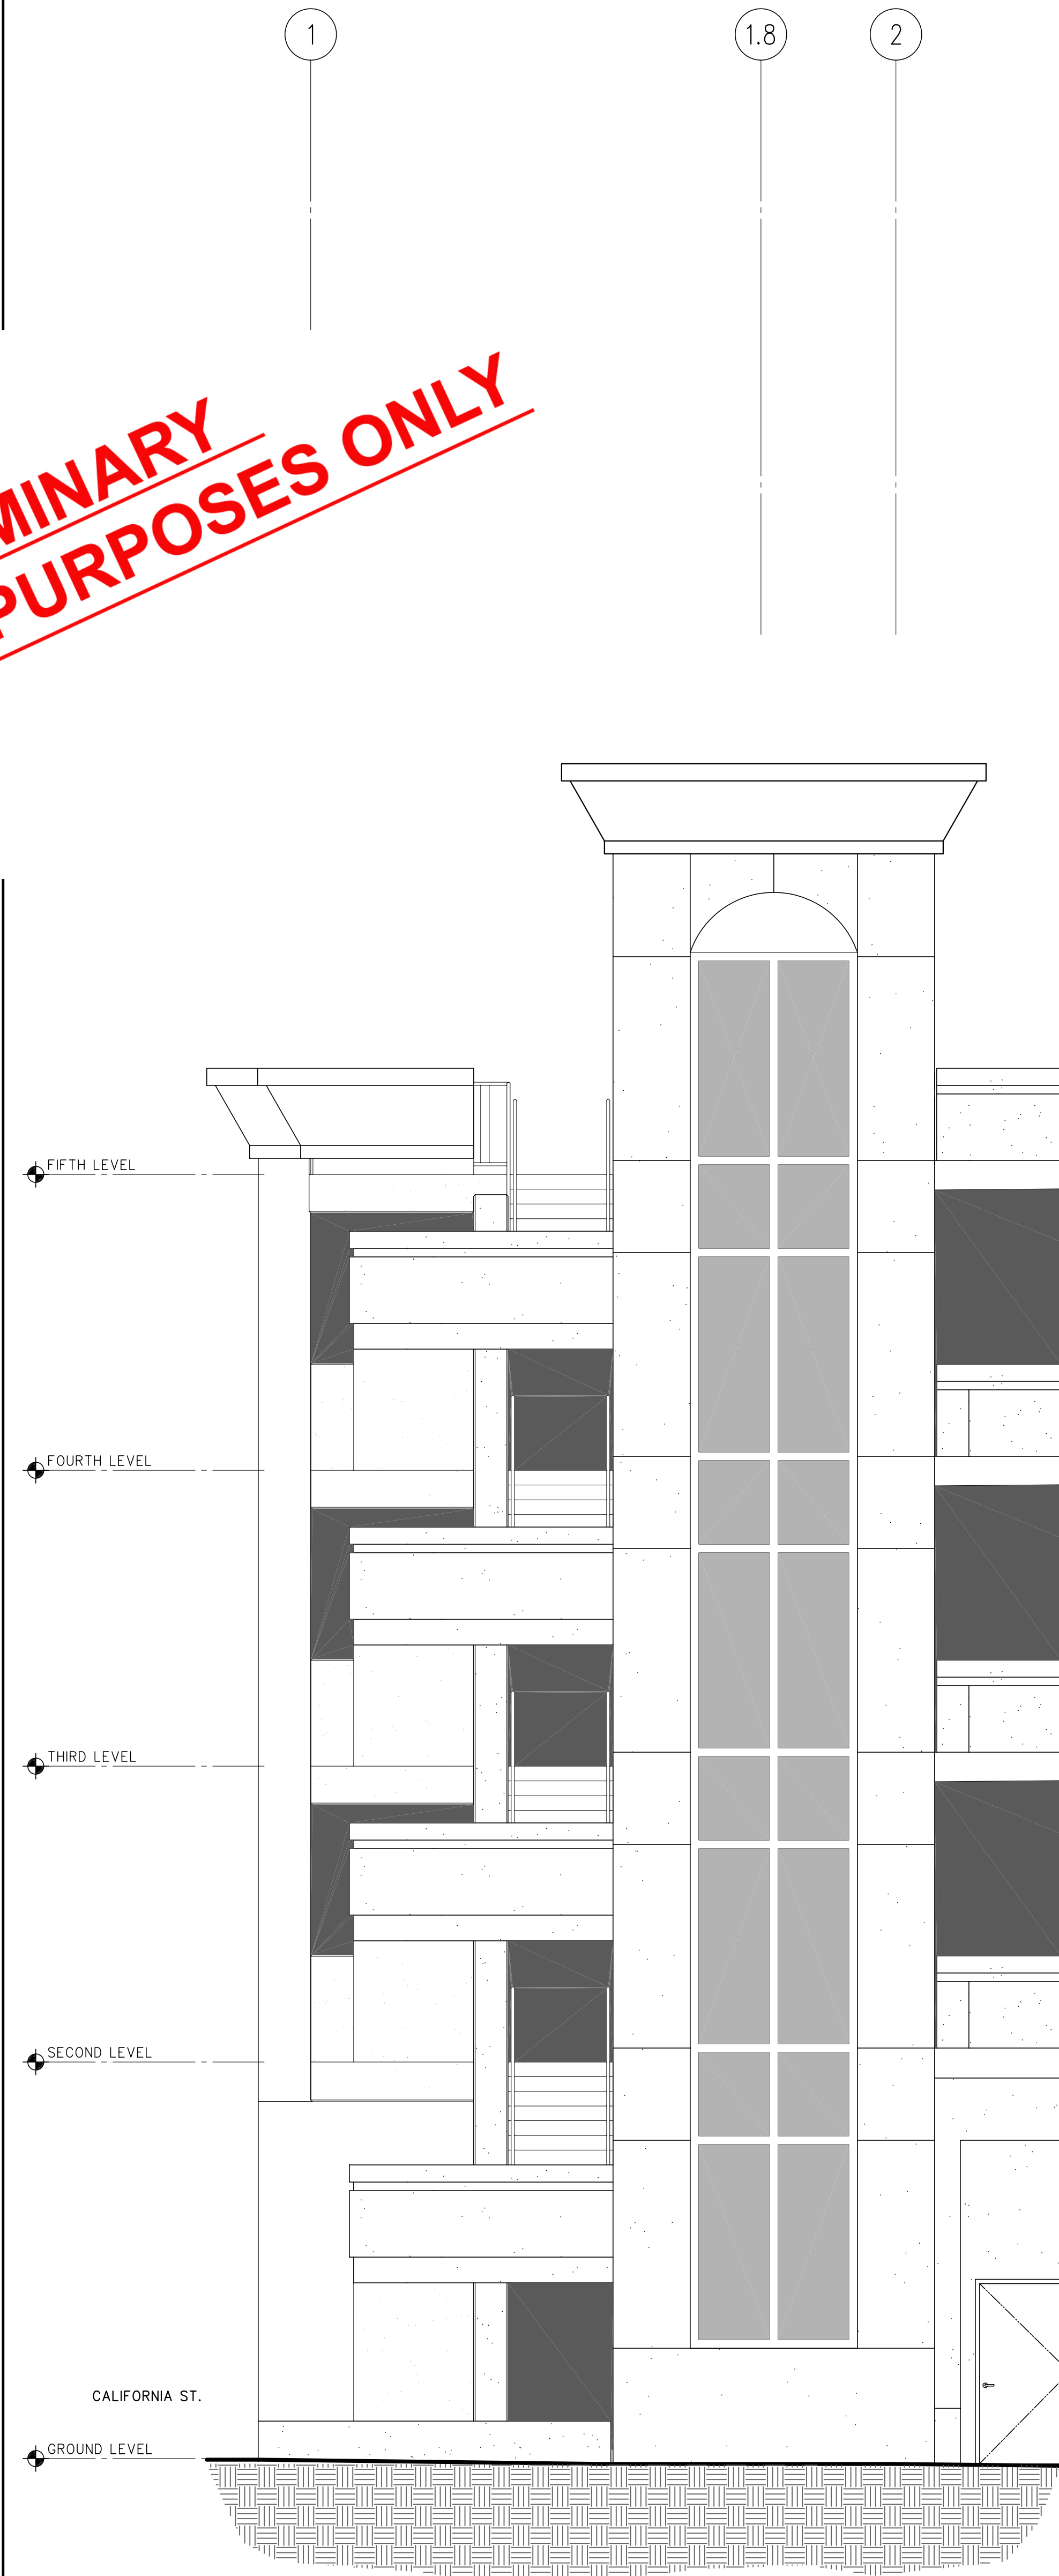 1
1.8
2
MINARY
PURPOSES ONLY
FIFTH LEVEL
FOURTH LEVEL
THIRD LEVEL
SECOND LEVEL
CALIFORNIA ST.
GROUND LEVEL